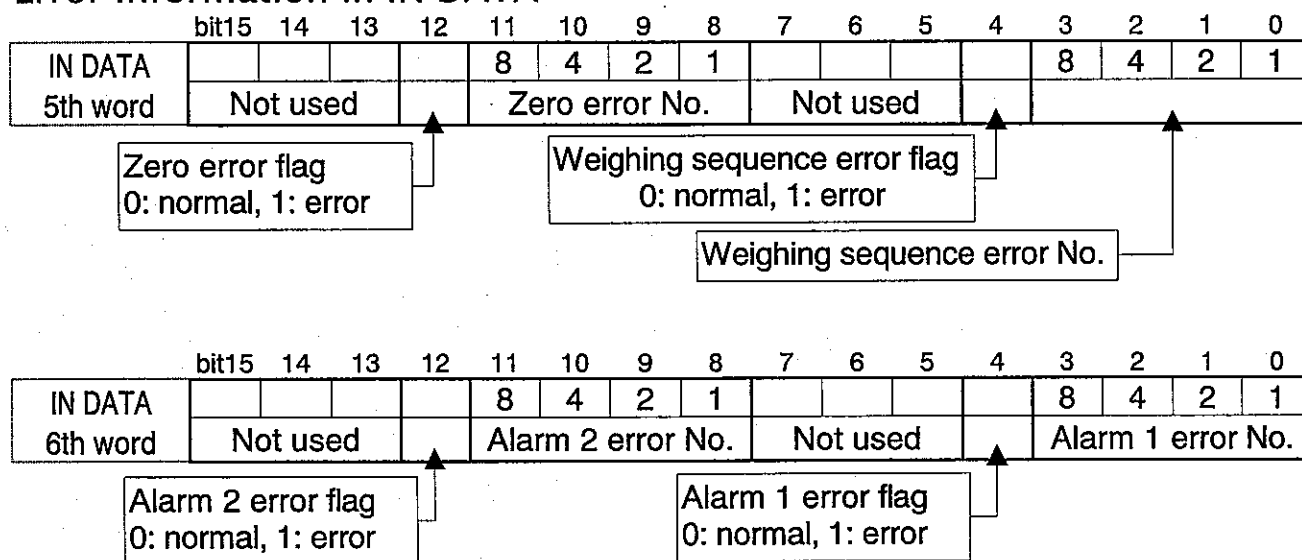 bit15 14 13 12 11 10 9 8 7 6 5 4 3 2 1 0
IN DATA 8 4 2 1 8 4 2 1
5th word Not used Zero error No. Not used
Zero error flag
0: normal, 1: error
Weighing sequence error flag
0: normal, 1: error
Weighing sequence error No.
bit15 14 13 12 11 10 9 8 7 6 5 4 3 2 1 0
IN DATA 8 4 2 1 8 4 2 1
6th word Not used Alarm 2 error No. Not used Alarm 1 error No.
Alarm 2 error flag
0: normal, 1: error
Alarm 1 error flag
0: normal, 1: error